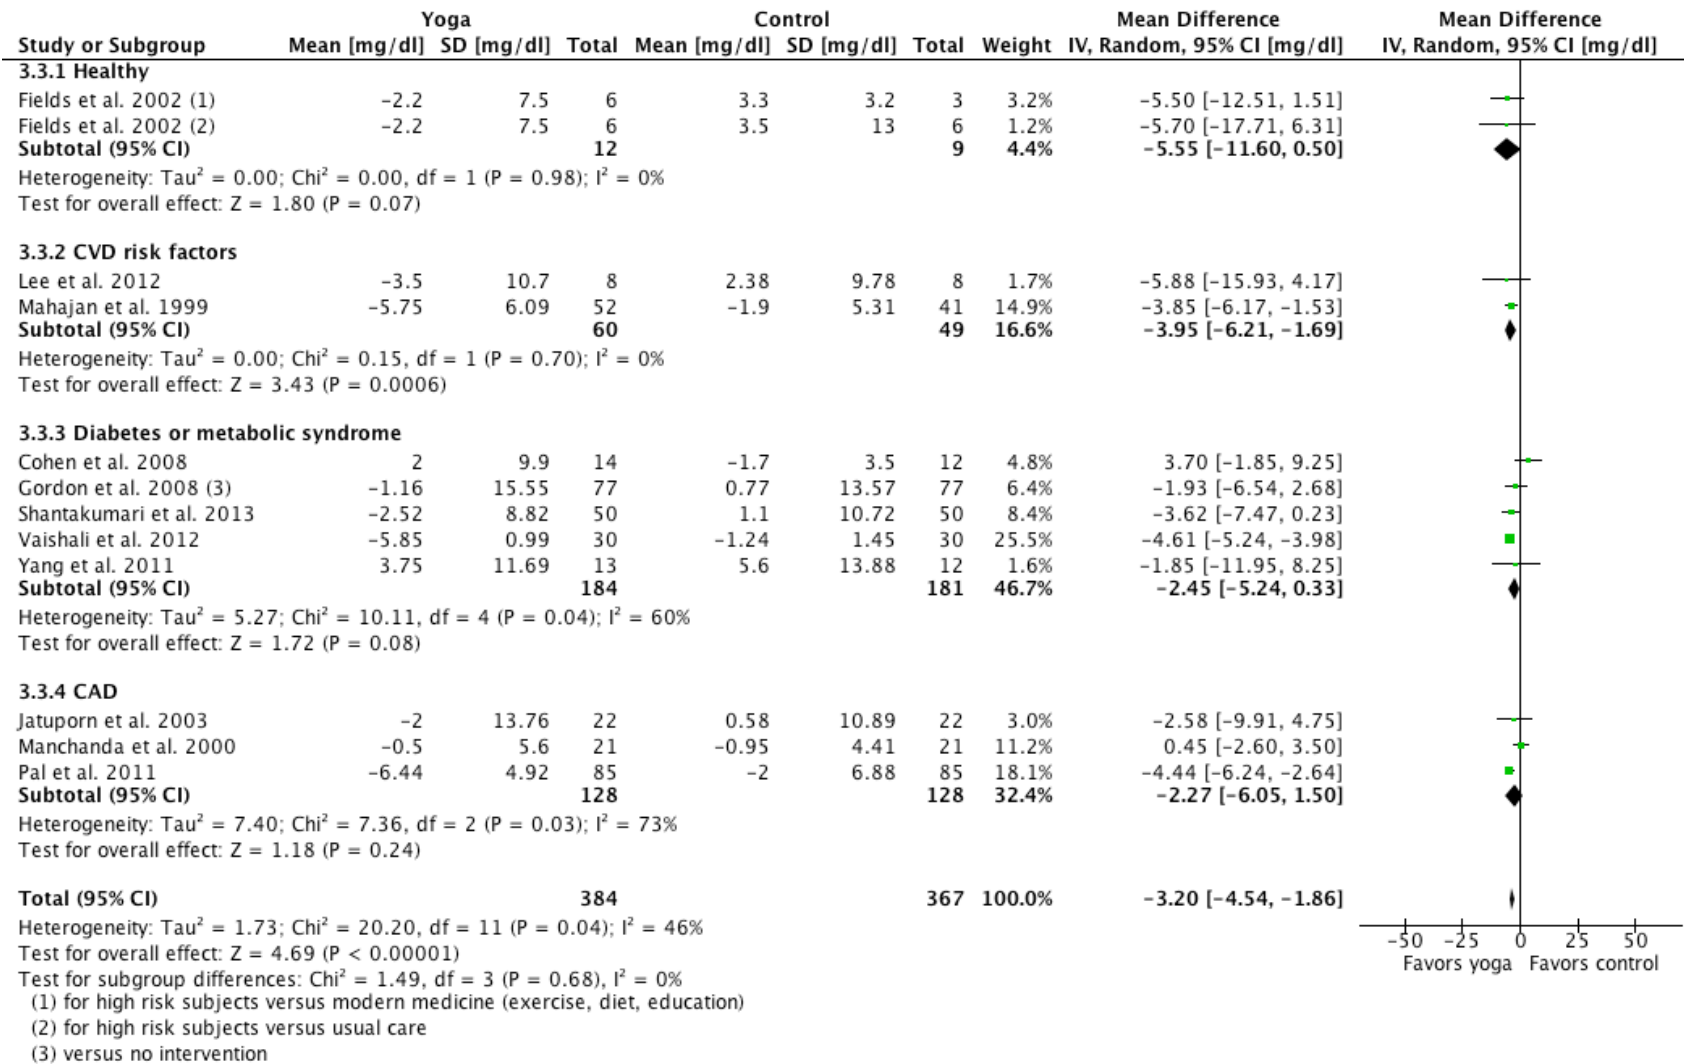 Yoga Control Mean Difference Mean Difference
Study or Subgroup Mean [mg/dl] SD [mg/dl] Total Mean [mg/dl] SD [mg/dl] Total Weight IV, Random, 95% CI [mg/dl] IV, Random, 95% CI [mg/dl]
3.3.1 Healthy
Fields et al. 2002 (1) −2.2 7.5 6 3.3 3.2 3 3.2% −5.50 [−12.51, 1.51]
Fields et al. 2002 (2) −2.2 7.5 6 3.5 13 6 1.2% −5.70 [−17.71, 6.31]
Subtotal (95% CI) 12 9 4.4% −5.55 [−11.60, 0.50]
Heterogeneity: Tau² = 0.00; Chi² = 0.00, df = 1 (P = 0.98); I² = 0%
Test for overall effect: Z = 1.80 (P = 0.07)
3.3.2 CVD risk factors
Lee et al. 2012 −3.5 10.7 8 2.38 9.78 8 1.7% −5.88 [−15.93, 4.17]
Mahajan et al. 1999 −5.75 6.09 52 −1.9 5.31 41 14.9% −3.85 [−6.17, −1.53]
Subtotal (95% CI) 60 49 16.6% −3.95 [−6.21, −1.69]
Heterogeneity: Tau² = 0.00; Chi² = 0.15, df = 1 (P = 0.70); I² = 0%
Test for overall effect: Z = 3.43 (P = 0.0006)
3.3.3 Diabetes or metabolic syndrome
Cohen et al. 2008 2 9.9 14 −1.7 3.5 12 4.8% 3.70 [−1.85, 9.25]
Gordon et al. 2008 (3) −1.16 15.55 77 0.77 13.57 77 6.4% −1.93 [−6.54, 2.68]
Shantakumari et al. 2013 −2.52 8.82 50 1.1 10.72 50 8.4% −3.62 [−7.47, 0.23]
Vaishali et al. 2012 −5.85 0.99 30 −1.24 1.45 30 25.5% −4.61 [−5.24, −3.98]
Yang et al. 2011 3.75 11.69 13 5.6 13.88 12 1.6% −1.85 [−11.95, 8.25]
Subtotal (95% CI) 184 181 46.7% −2.45 [−5.24, 0.33]
Heterogeneity: Tau² = 5.27; Chi² = 10.11, df = 4 (P = 0.04); I² = 60%
Test for overall effect: Z = 1.72 (P = 0.08)
3.3.4 CAD
Jatuporn et al. 2003 −2 13.76 22 0.58 10.89 22 3.0% −2.58 [−9.91, 4.75]
Manchanda et al. 2000 −0.5 5.6 21 −0.95 4.41 21 11.2% 0.45 [−2.60, 3.50]
Pal et al. 2011 −6.44 4.92 85 −2 6.88 85 18.1% −4.44 [−6.24, −2.64]
Subtotal (95% CI) 128 128 32.4% −2.27 [−6.05, 1.50]
Heterogeneity: Tau² = 7.40; Chi² = 7.36, df = 2 (P = 0.03); I² = 73%
Test for overall effect: Z = 1.18 (P = 0.24)
Total (95% CI) 384 367 100.0% −3.20 [−4.54, −1.86]
Heterogeneity: Tau² = 1.73; Chi² = 20.20, df = 11 (P = 0.04); I² = 46%
Test for overall effect: Z = 4.69 (P < 0.00001)
Test for subgroup differences: Chi² = 1.49, df = 3 (P = 0.68), I² = 0%
(1) for high risk subjects versus modern medicine (exercise, diet, education)
(2) for high risk subjects versus usual care
(3) versus no intervention
−50 −25 0 25 50
Favors yoga Favors control